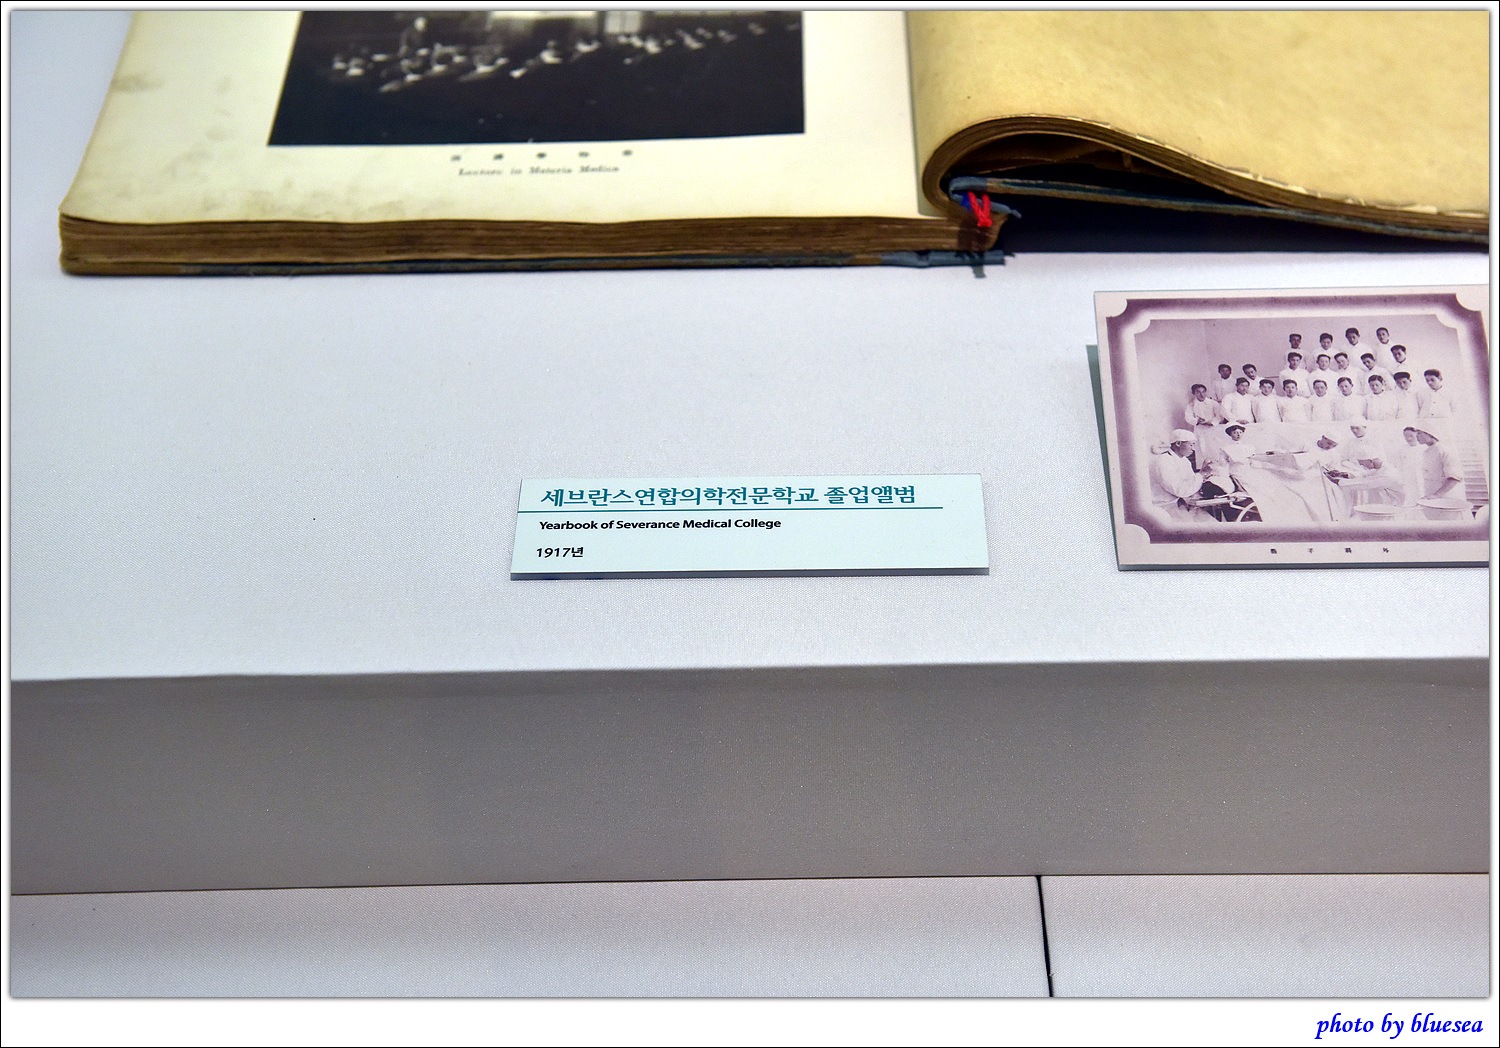 Lecture in Materia Medica
세브란스연합의학전문학교 졸업앨범
Yearbook of Severance Medical College
1917년
photo by bluesea